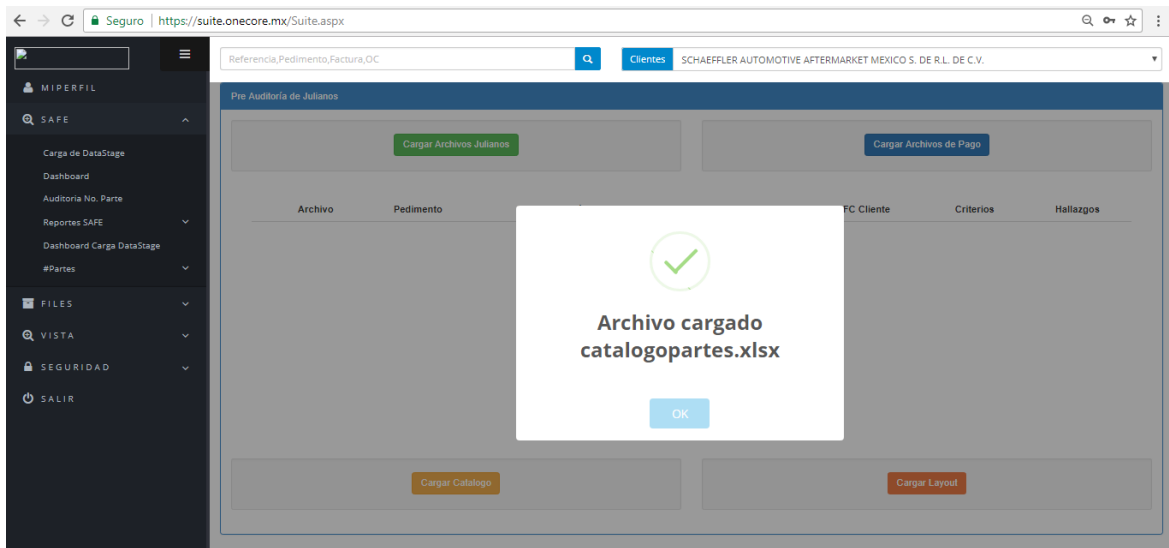 Seguro | https://suite.onecore.mx/Suite.aspx
Referencia,Pedimento,Factura,OC
Clientes SCHAEFFLER AUTOMOTIVE AFTERMARKET MEXICO S. DE R.L. DE C.V.
MIPERFIL
SAFE
Carga de DataStage
Dashboard
Auditoria No. Parte
Reportes SAFE
Dashboard Carga DataStage
#Partes
FILES
VISTA
SEGURIDAD
SALIR
Pre Auditoría de Julianos
Cargar Archivos Julianos
Cargar Archivos de Pago
Archivo Pedimento FC Cliente Criterios Hallazgos
Archivo cargado
catalogopartes.xlsx
OK
Cargar Catalogo
Cargar Layout